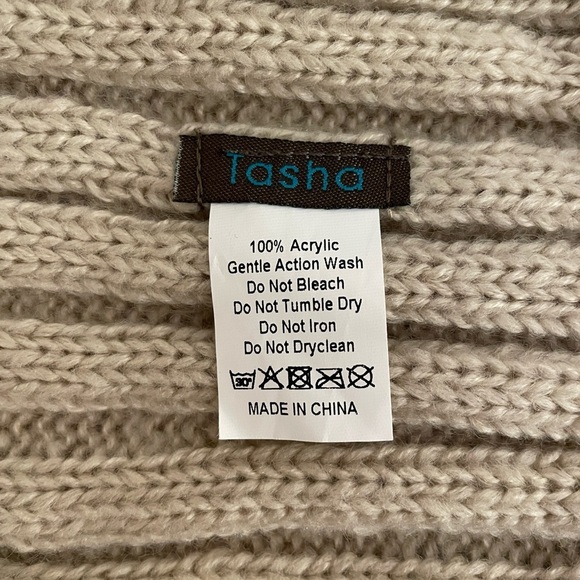 Tasha
100% Acrylic
Gentle Action Wash
Do Not Bleach
Do Not Tumble Dry
Do Not Iron
Do Not Dryclean
30°
MADE IN CHINA